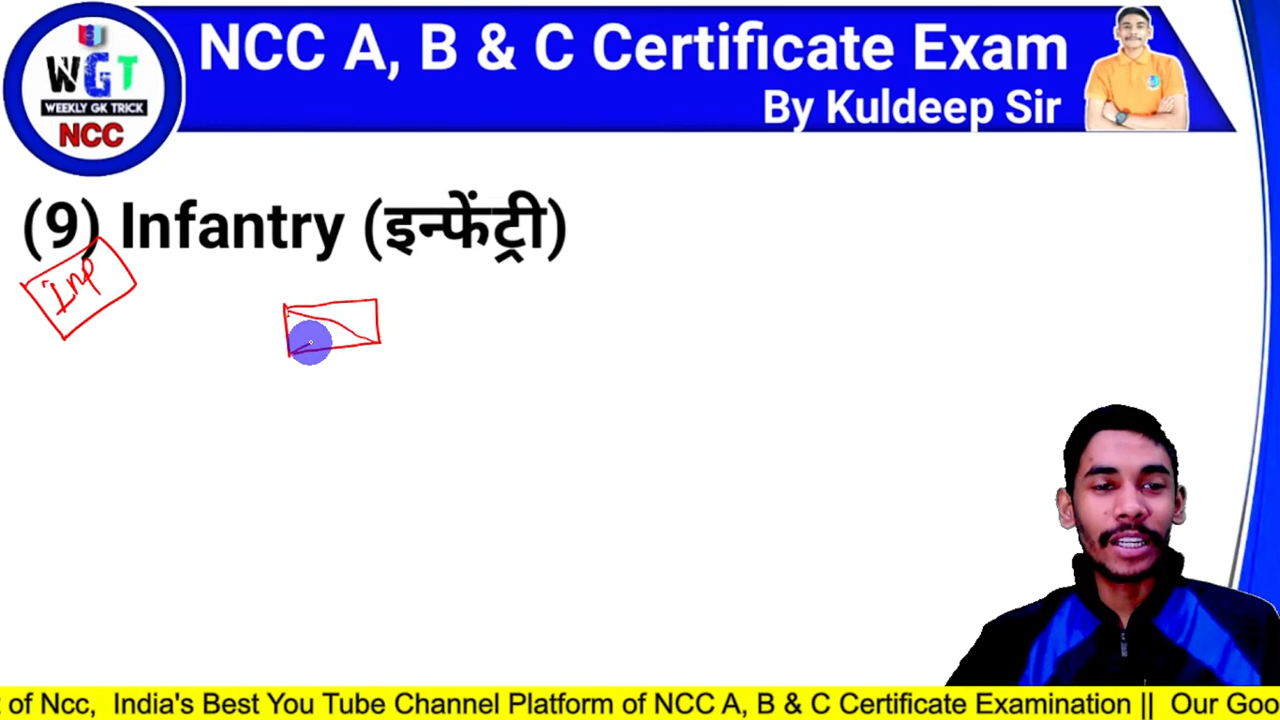 WGT
WEEKLY GK TRICK
NCC
NCC A, B & C Certificate Exam
By Kuldeep Sir
(9) Infantry (इन्फेंट्री)
Imp
of Ncc, India's Best You Tube Channel Platform of NCC A, B & C Certificate Examination || Our Goo